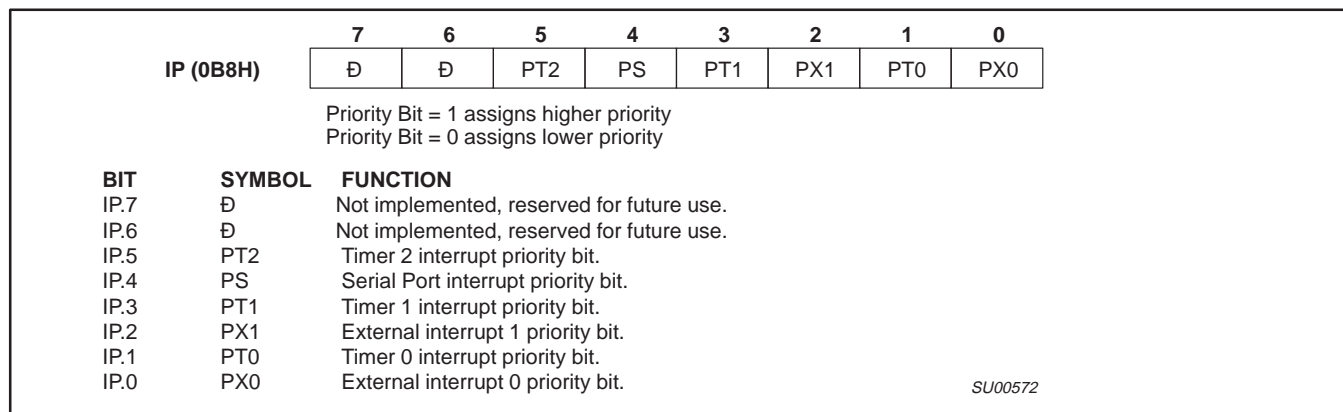 7 6 5 4 3 2 1 0
IP (0B8H) Ð Ð PT2 PS PT1 PX1 PT0 PX0
Priority Bit = 1 assigns higher priority
Priority Bit = 0 assigns lower priority
BIT SYMBOL FUNCTION
IP.7 Ð Not implemented, reserved for future use.
IP.6 Ð Not implemented, reserved for future use.
IP.5 PT2 Timer 2 interrupt priority bit.
IP.4 PS Serial Port interrupt priority bit.
IP.3 PT1 Timer 1 interrupt priority bit.
IP.2 PX1 External interrupt 1 priority bit.
IP.1 PT0 Timer 0 interrupt priority bit.
IP.0 PX0 External interrupt 0 priority bit.
SU00572